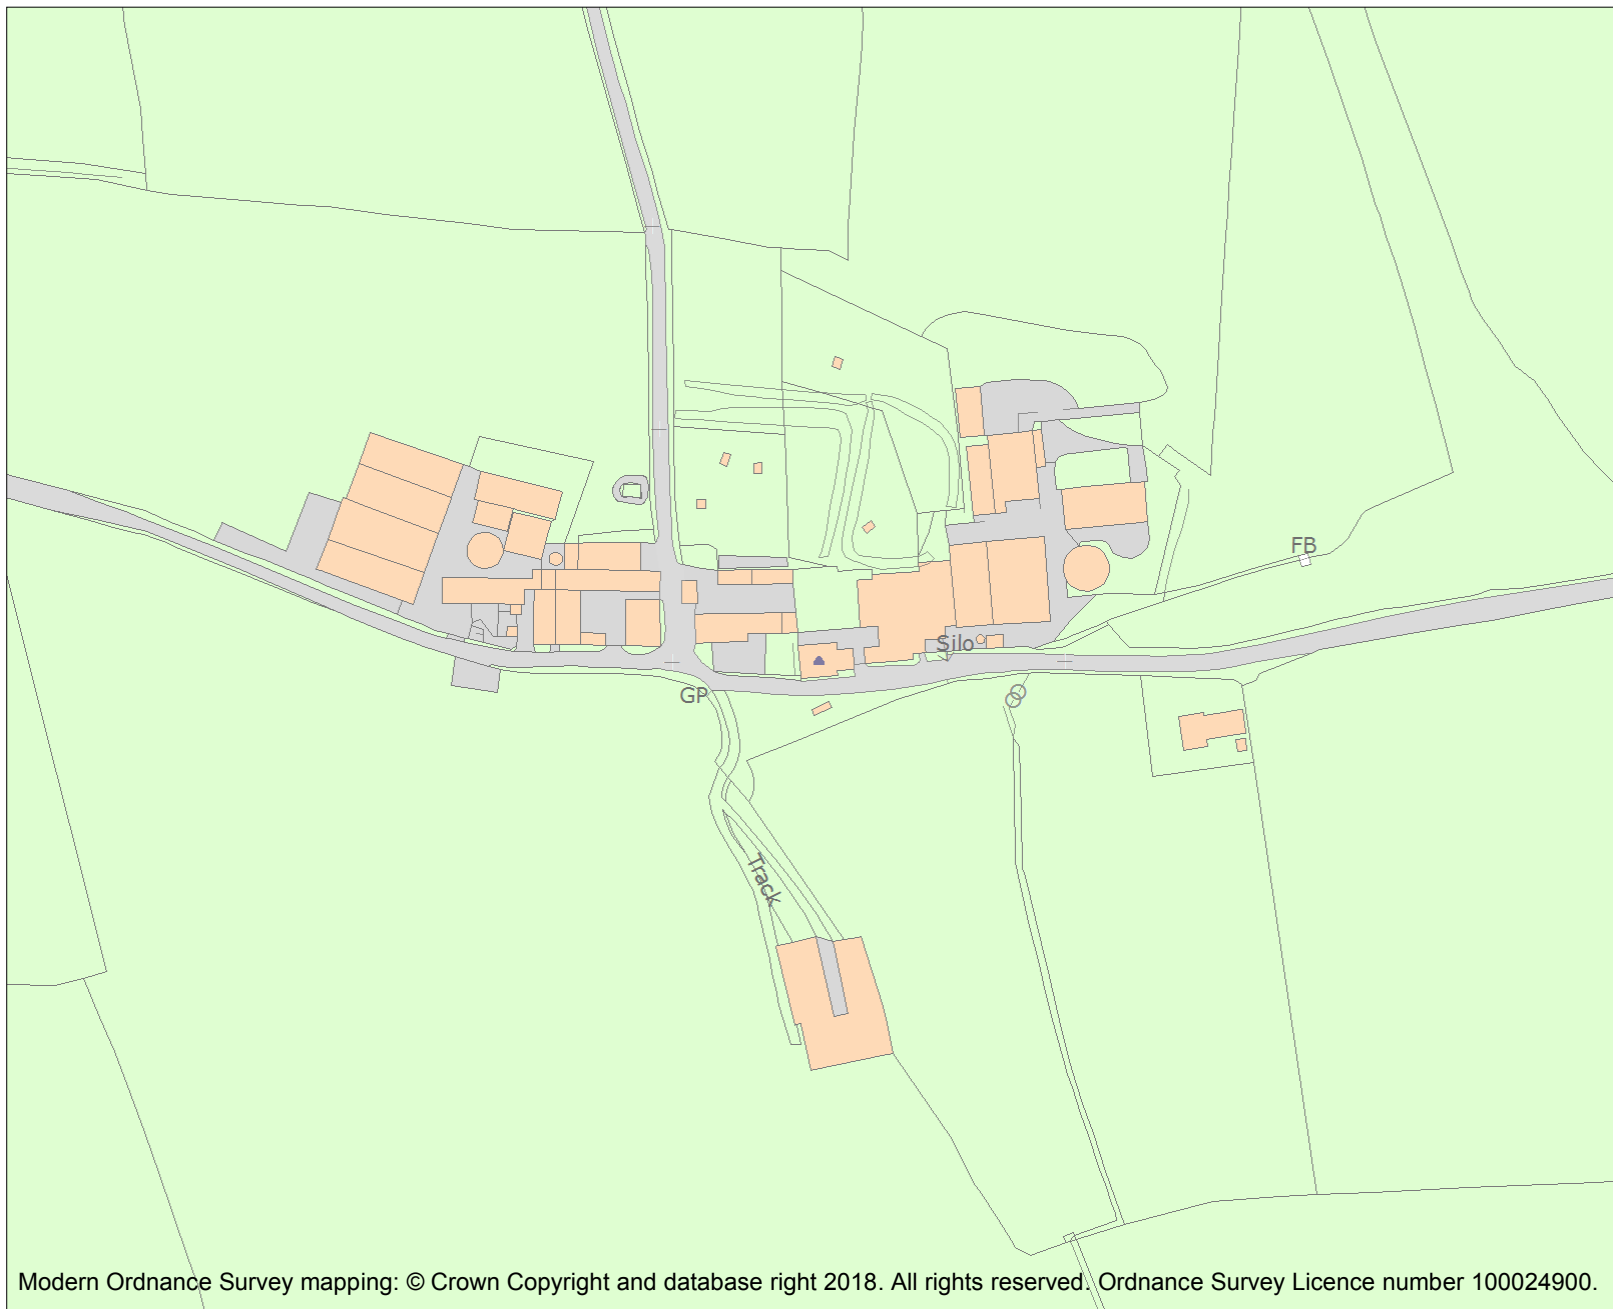 FB
Silo
GP
Track
Modern Ordnance Survey mapping: © Crown Copyright and database right 2018. All rights reserved. Ordnance Survey Licence number 100024900.